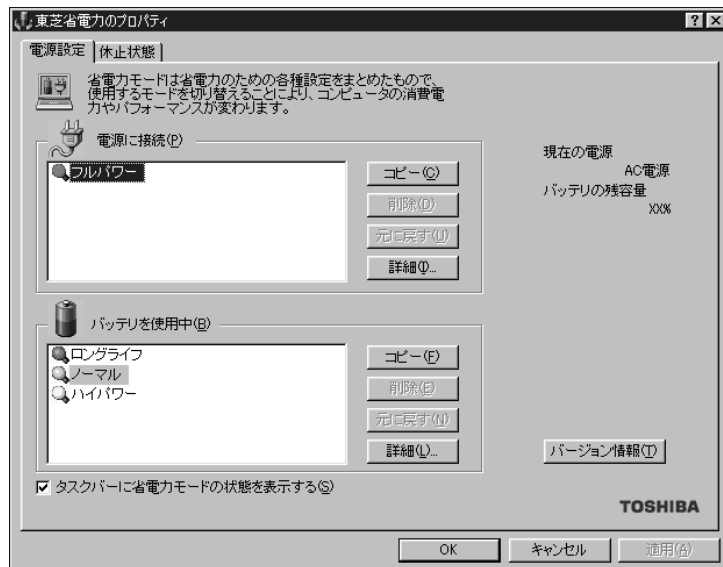 東芝省電力のプロパティ
電源設定
休止状態
省電力モードは省電力のための各種設定をまとめたもので、
使用するモードを切り替えることにより、コンピュータの消費電
力やパフォーマンスが変わります。
電源に接続(P)
フルパワー
コピー(C)
削除(D)
元に戻す(U)
詳細(I)...
現在の電源
AC電源
バッテリの残容量
XX%
バッテリを使用中(B)
ロングライフ
ノーマル
ハイパワー
コピー(F)
削除(E)
元に戻す(N)
詳細(L)...
バージョン情報(T)
タスクバーに省電力モードの状態を表示する(S)
TOSHIBA
OK
キャンセル
適用(A)